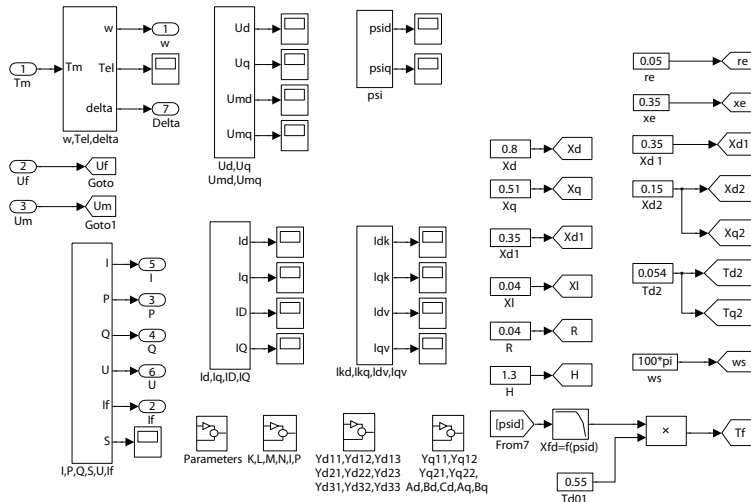 Tm
w
Tel
delta
1
w
7
Delta
1
Tm
w,Tel,delta
2
Uf
Uf
Goto
3
Um
Um
Goto1
Ud
Uq
Umd
Umq
Ud,Uq
Umd,Umq
psid
psiq
psi
I
P
Q
U
If
S
5
I
3
P
4
Q
6
U
2
If
I,P,Q,S,U,If
Id
Iq
ID
IQ
Id,Iq,ID,IQ
Idk
Iqk
Idv
Iqv
Ikd,Ikq,Idv,Iqv
Parameters
K,L,M,N,I,P
Yd11,Yd12,Yd13
Yd21,Yd22,Yd23
Yd31,Yd32,Yd33
Yq11,Yq12
Yq21,Yq22,
Ad,Bd,Cd,Aq,Bq
0.8
Xd
Xd
0.51
Xq
Xq
0.35
Xd1
Xd1
0.04
Xl
Xl
0.04
R
R
1.3
H
H
0.05
re
re
0.35
xe
xe
0.35
Xd 1
Xd1
0.15
Xd2
Xd2
Xq2
0.054
Td2
Td2
Tq2
100*pi
ws
ws
[psid]
From7
Xfd=f(psid)
×
Tf
0.55
Td01